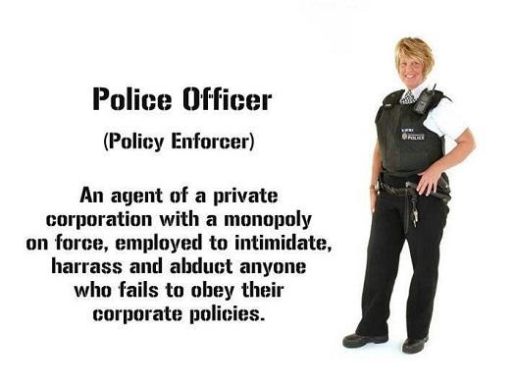 Police Officer
(Policy Enforcer)
An agent of a private
corporation with a monopoly
on force, employed to intimidate,
harrass and abduct anyone
who fails to obey their
corporate policies.
POLICE